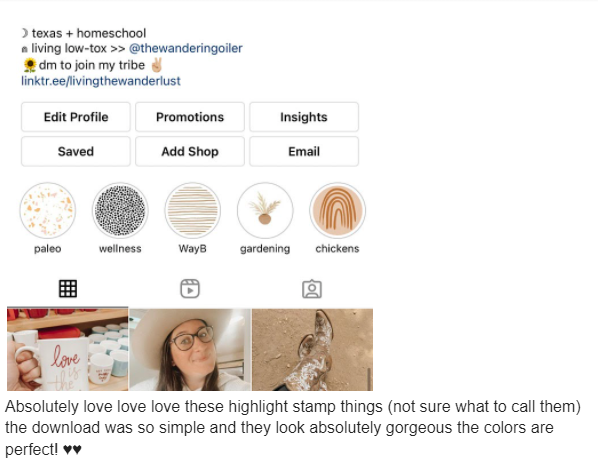 ☽ texas + homeschool
⍝ living low-tox >> @thewanderingoiler
🌻 dm to join my tribe ✌🏼
linktr.ee/livingthewanderlust
Edit Profile Promotions Insights
Saved Add Shop Email
paleo wellness WayB gardening chickens
love
is
the
Absolutely love love love these highlight stamp things (not sure what to call them)
the download was so simple and they look absolutely gorgeous the colors are
perfect! ♥♥